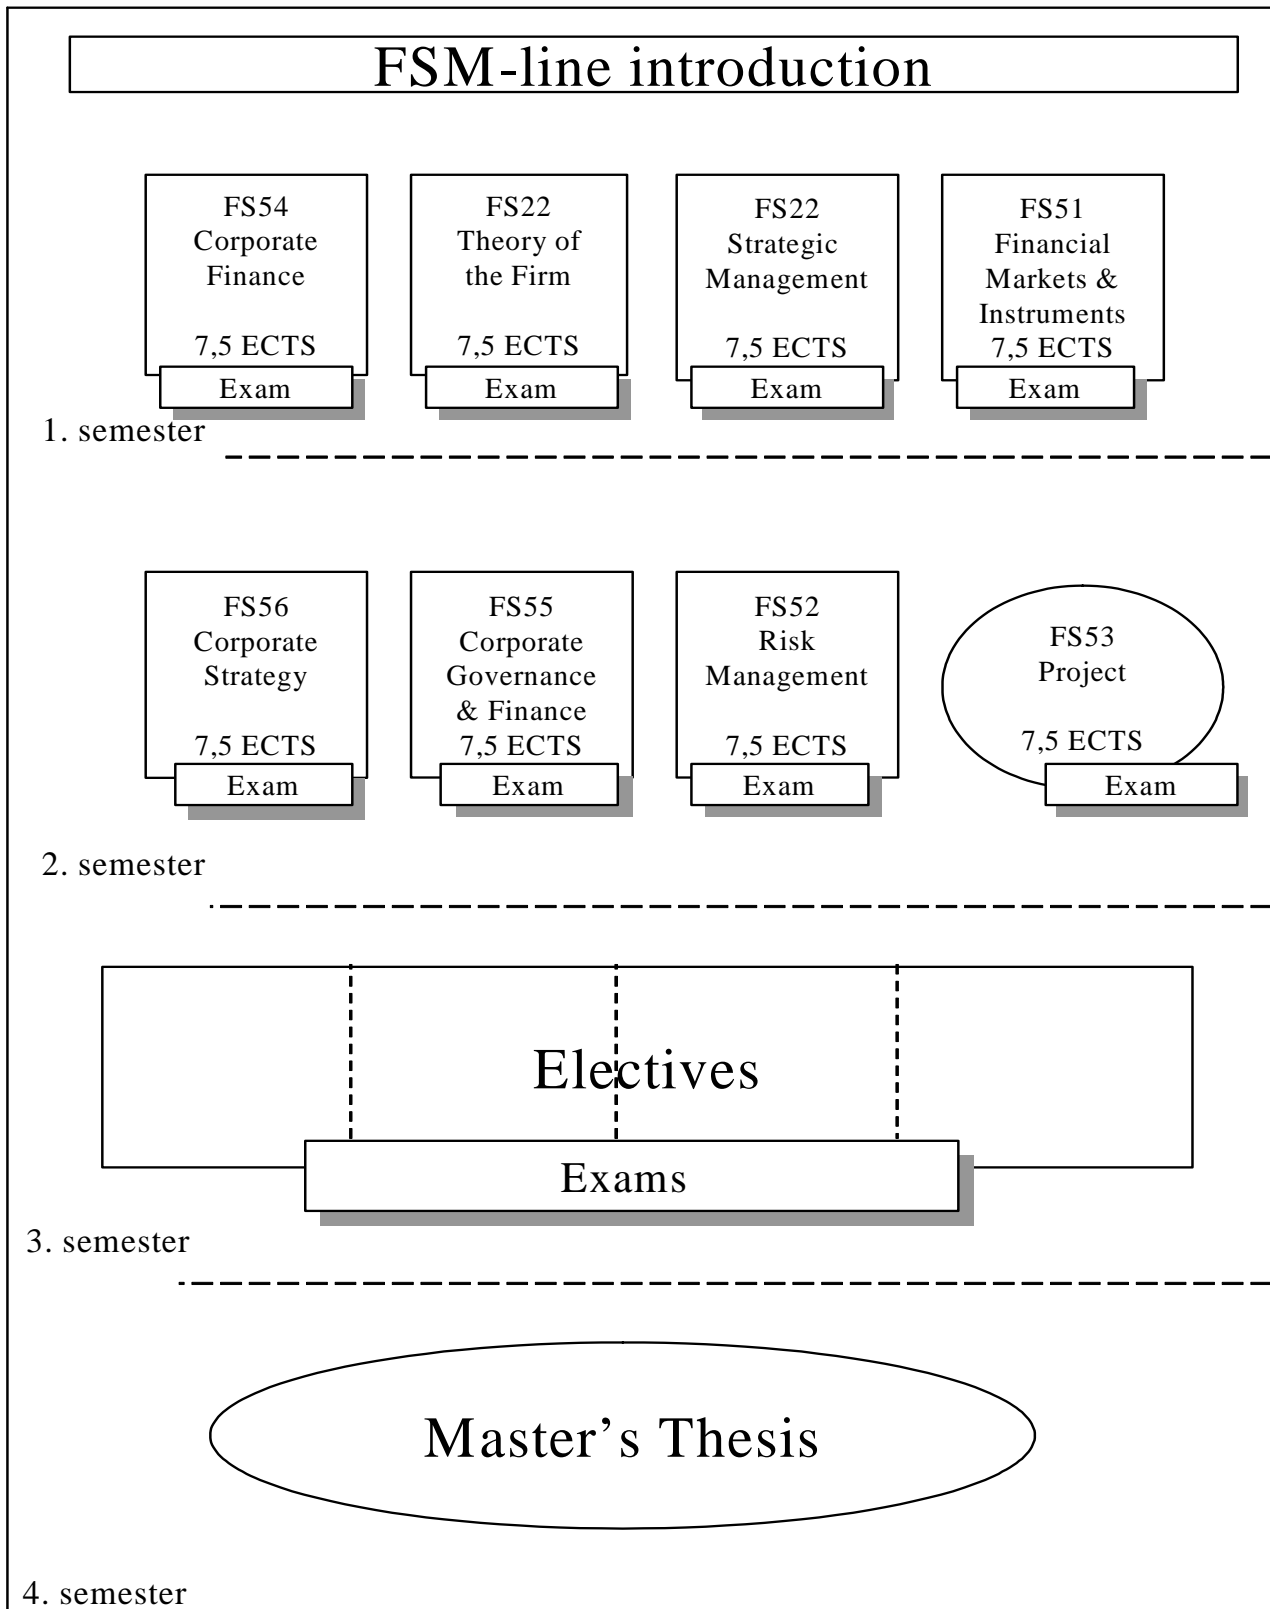 FSM-line introduction
FS54
Corporate
Finance
7,5 ECTS
Exam
FS22
Theory of
the Firm
7,5 ECTS
Exam
FS22
Strategic
Management
7,5 ECTS
Exam
FS51
Financial
Markets &
Instruments
7,5 ECTS
Exam
1. semester
FS56
Corporate
Strategy
7,5 ECTS
Exam
FS55
Corporate
Governance
& Finance
7,5 ECTS
Exam
FS52
Risk
Management
7,5 ECTS
Exam
FS53
Project
7,5 ECTS
Exam
2. semester
Electives
Exams
3. semester
Master’s Thesis
4. semester